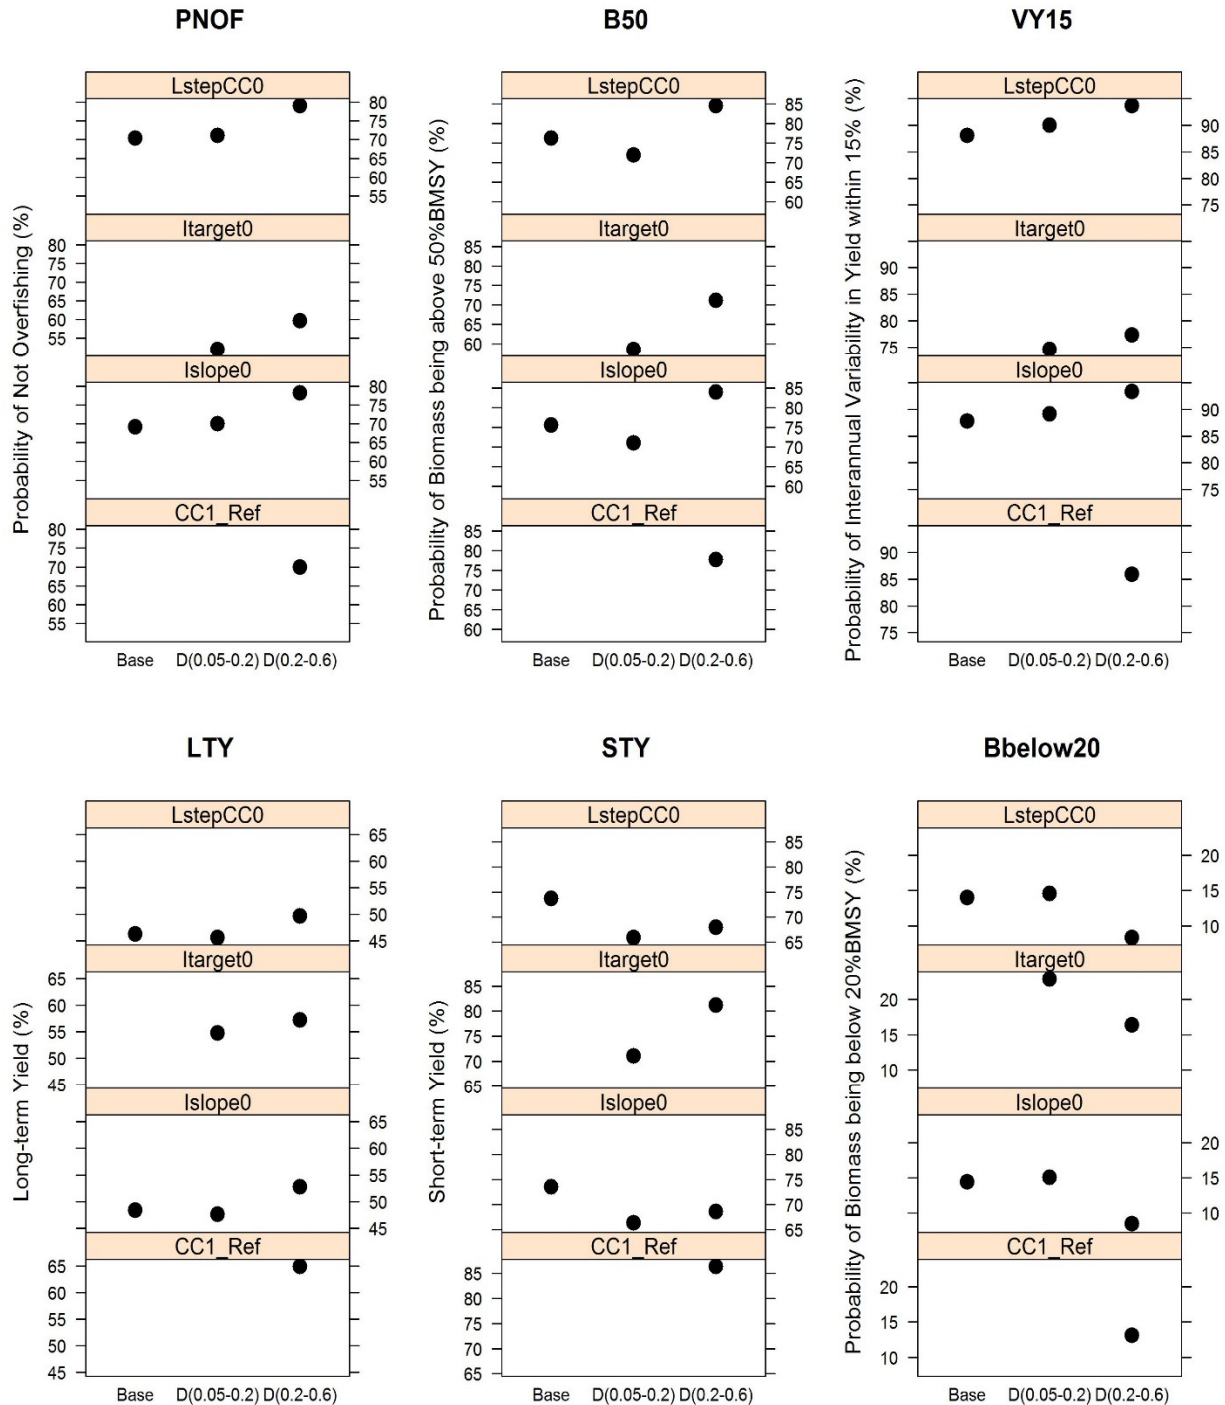 PNOF
Probability of Not Overfishing (%)
LstepCC0
80
75
70
65
60
55
Itarget0
80
75
70
65
60
55
Islope0
80
75
70
65
60
55
CC1_Ref
80
75
70
65
60
55
Base D(0.05-0.2) D(0.2-0.6)
B50
Probability of Biomass being above 50%BMSY (%)
LstepCC0
85
80
75
70
65
60
Itarget0
85
80
75
70
65
60
Islope0
85
80
75
70
65
60
CC1_Ref
85
80
75
70
65
60
Base D(0.05-0.2) D(0.2-0.6)
VY15
Probability of Interannual Variability in Yield within 15% (%)
LstepCC0
90
85
80
75
Itarget0
90
85
80
75
Islope0
90
85
80
75
CC1_Ref
90
85
80
75
Base D(0.05-0.2) D(0.2-0.6)
LTY
Long-term Yield (%)
LstepCC0
65
60
55
50
45
Itarget0
65
60
55
50
45
Islope0
65
60
55
50
45
CC1_Ref
65
60
55
50
45
Base D(0.05-0.2) D(0.2-0.6)
STY
Short-term Yield (%)
LstepCC0
85
80
75
70
65
Itarget0
85
80
75
70
65
Islope0
85
80
75
70
65
CC1_Ref
85
80
75
70
65
Base D(0.05-0.2) D(0.2-0.6)
Bbelow20
Probability of Biomass being below 20%BMSY (%)
LstepCC0
20
15
10
Itarget0
20
15
10
Islope0
20
15
10
CC1_Ref
20
15
10
Base D(0.05-0.2) D(0.2-0.6)